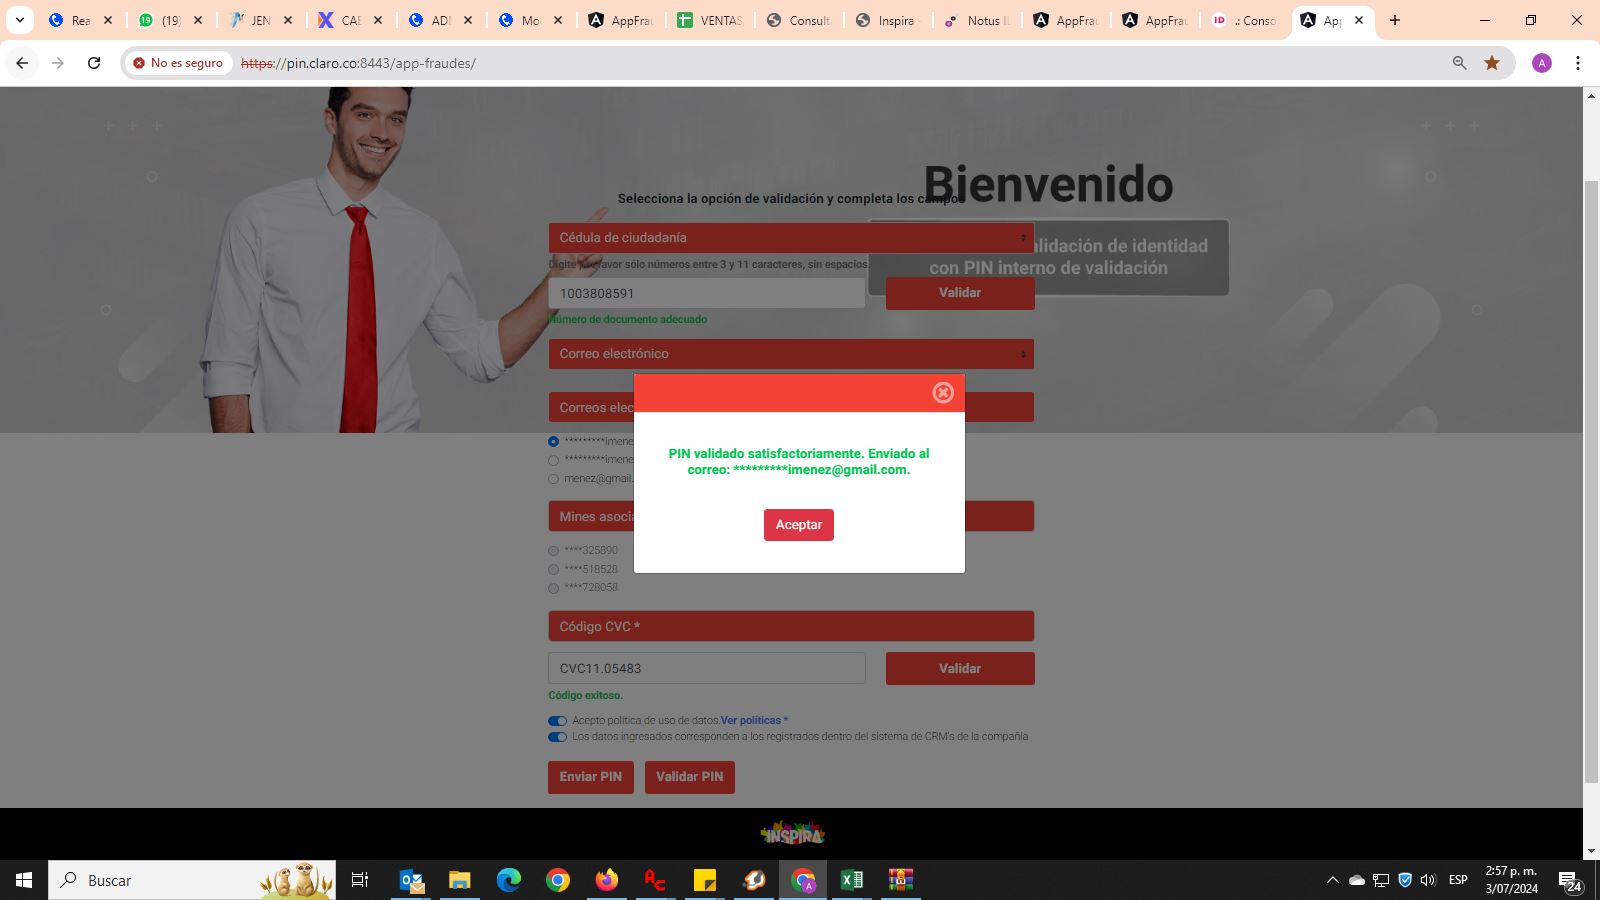 Rea
(19)
JEN
CAE
ADM
Mo
AppFrau
VENTAS
Consulta
Inspira -
Notus IL
AppFrau
AppFrau
.: Conso
App
No es seguro
https://pin.claro.co:8443/app-fraudes/
A
Bienvenido
Selecciona la opción de validación y completa los campos
Cédula de ciudadanía
alidación de identidad
con PIN interno de validación
Digite por favor sólo números entre 3 y 11 caracteres, sin espacios.
1003808591
Validar
Número de documento adecuado
Correo electrónico
Correos elec
*********imene
*********imene
menez@gmail.
PIN validado satisfactoriamente. Enviado al
correo: *********imenez@gmail.com.
Aceptar
Mines asocia
****325890
****518528
****728058
Código CVC *
CVC11.05483
Validar
Código exitoso.
Acepto política de uso de datos.Ver políticas *
Los datos ingresados corresponden a los registrados dentro del sistema de CRM's de la compañia
Enviar PIN
Validar PIN
INSPIRA
Buscar
ESP
2:57 p. m.
3/07/2024
24